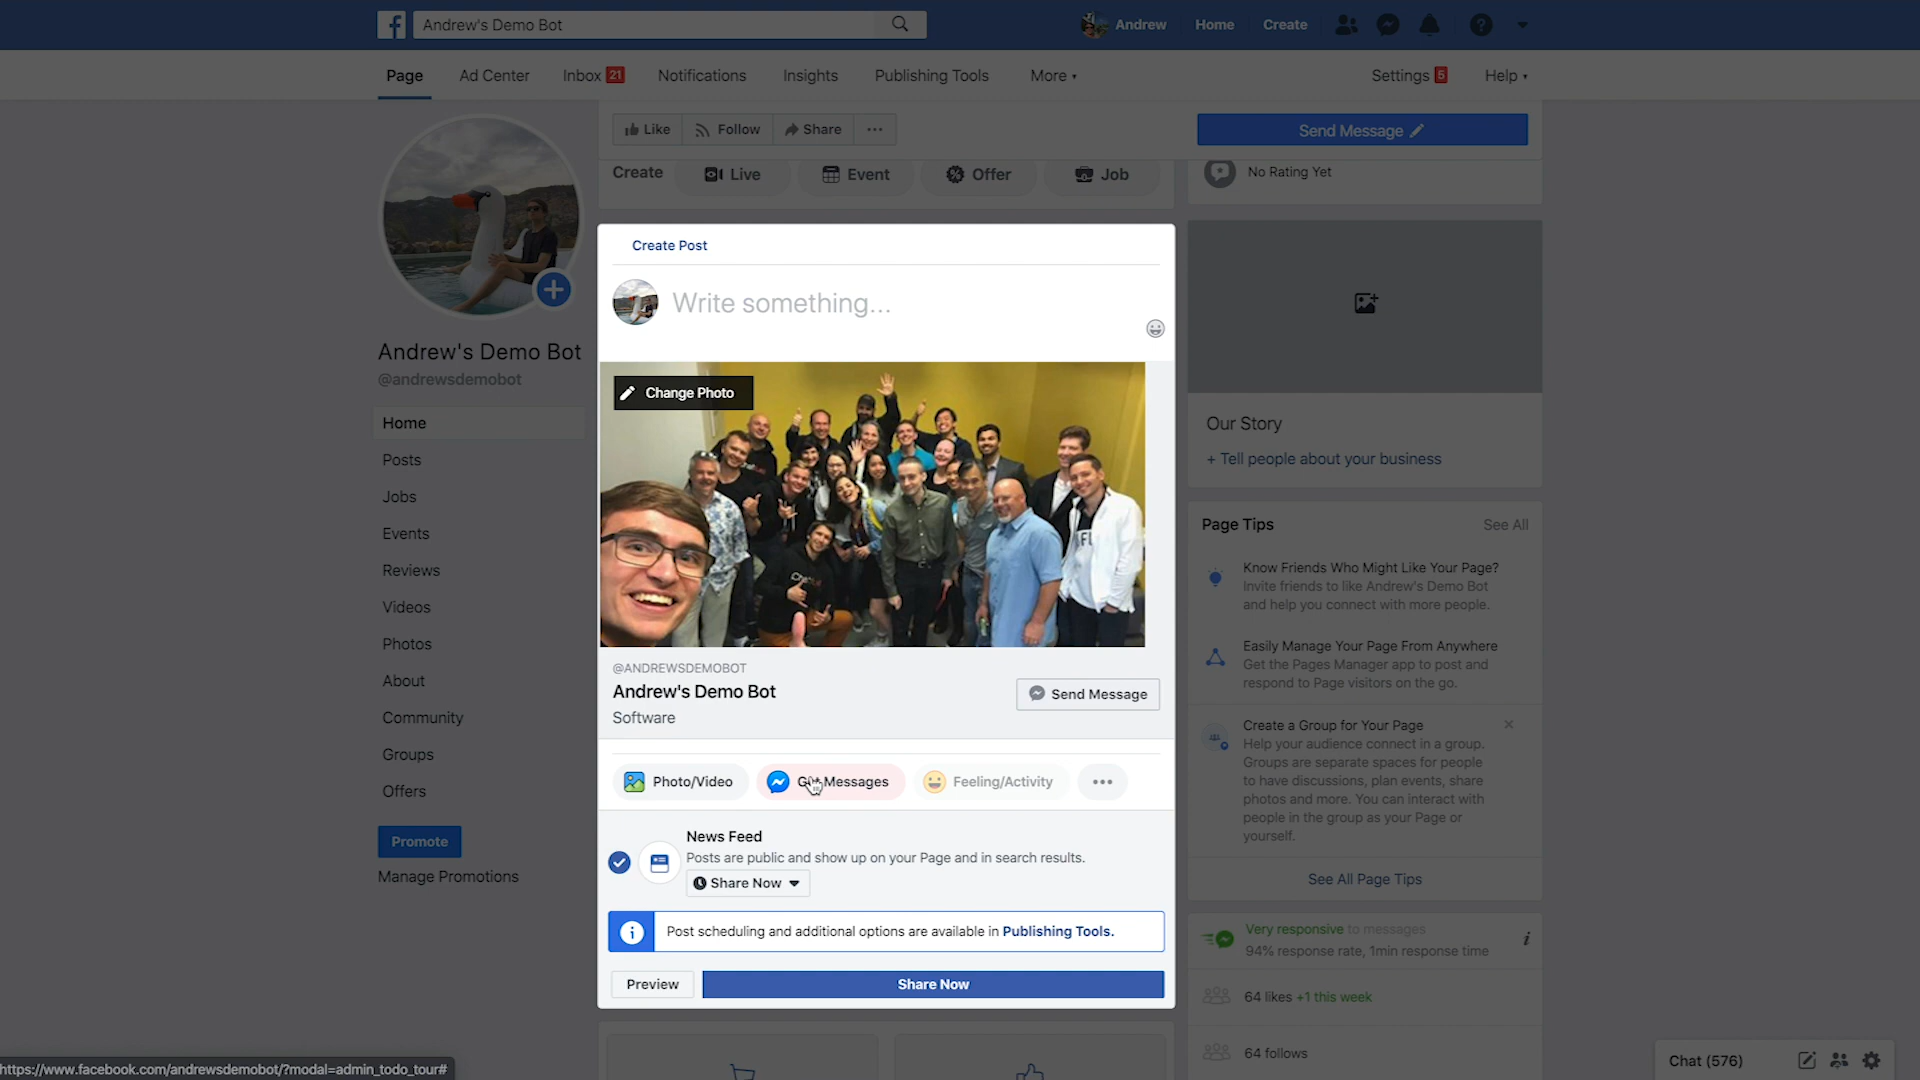 Andrew's Demo Bot
Andrew
Home
Create
Page
Ad Center
Inbox 21
Notifications
Insights
Publishing Tools
More
Settings 5
Help
Like
Follow
Share
Send Message
Create
Live
Event
Offer
Job
No Rating Yet
Andrew's Demo Bot
@andrewsdemobot
Home
Posts
Jobs
Events
Reviews
Videos
Photos
About
Community
Groups
Offers
Promote
Manage Promotions
Create Post
Write something...
Change Photo
@ANDREWSDEMOBOT
Andrew's Demo Bot
Software
Send Message
Photo/Video
Get Messages
Feeling/Activity
News Feed
Posts are public and show up on your Page and in search results.
Share Now
Post scheduling and additional options are available in Publishing Tools.
Preview
Share Now
Our Story
+ Tell people about your business
Page Tips
See All
Know Friends Who Might Like Your Page?
Invite friends to like Andrew's Demo Bot
and help you connect with more people.
Easily Manage Your Page From Anywhere
Get the Pages Manager app to post and
respond to Page visitors on the go.
Create a Group for Your Page
Help your audience connect in a group.
Groups are separate spaces for people
to have discussions, plan events, share
photos and more. You can interact with
people in the group as your Page or
yourself.
See All Page Tips
Very responsive to messages
94% response rate, 1min response time
64 likes +1 this week
64 follows
Chat (576)
https://www.facebook.com/andrewsdemobot/?modal=admin_todo_tour#